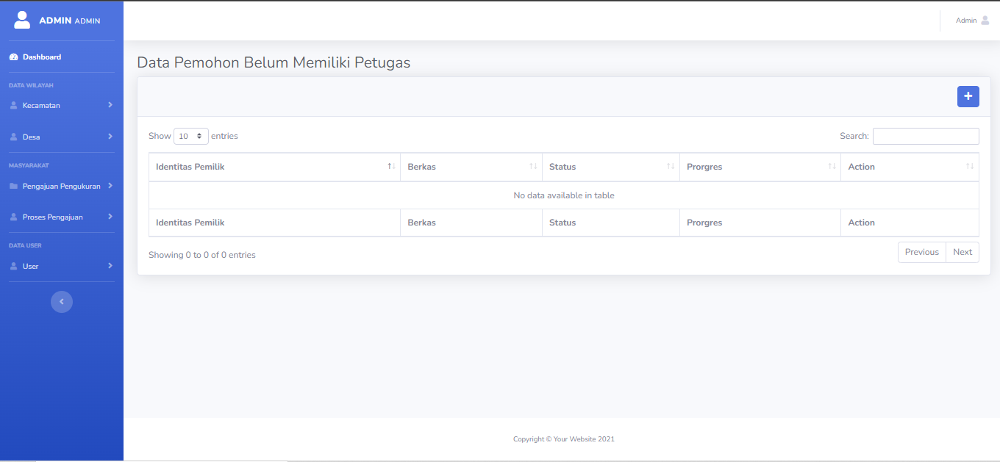 ADMIN ADMIN
Admin
Dashboard
DATA WILAYAH
Kecamatan
Desa
MASYARAKAT
Pengajuan Pengukuran
Proses Pengajuan
DATA USER
User
Data Pemohon Belum Memiliki Petugas
+
Show 10 entries
Search:
Identitas Pemilik Berkas Status Prorgres Action
No data available in table
Identitas Pemilik Berkas Status Prorgres Action
Showing 0 to 0 of 0 entries
Previous Next
Copyright © Your Website 2021